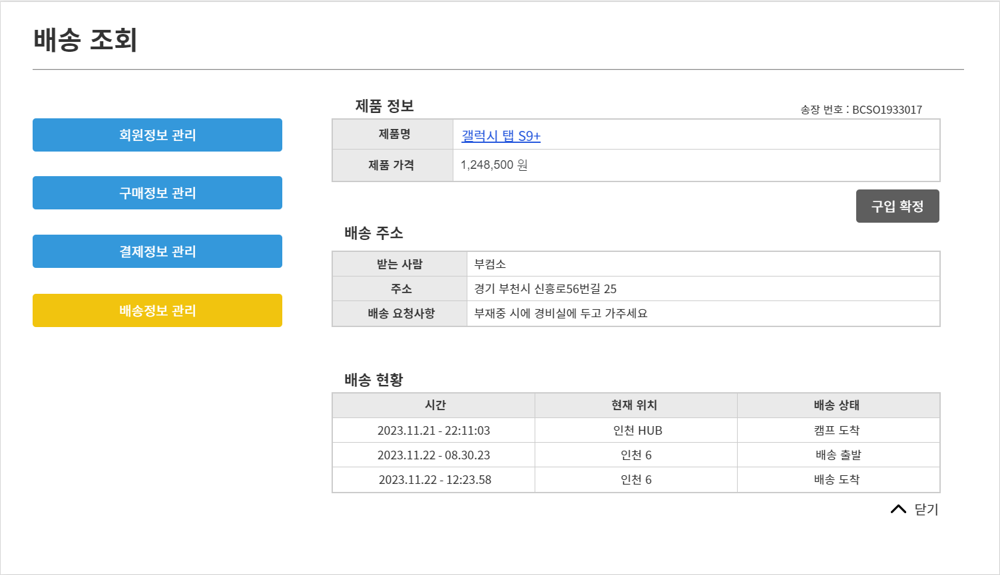 배송 조회
회원정보 관리
구매정보 관리
결제정보 관리
배송정보 관리
제품 정보
송장 번호 : BCSO1933017
제품명 갤럭시 탭 S9+
제품 가격 1,248,500 원
구입 확정
배송 주소
받는 사람 부컴소
주소 경기 부천시 신흥로56번길 25
배송 요청사항 부재중 시에 경비실에 두고 가주세요
배송 현황
시간 현재 위치 배송 상태
2023.11.21 - 22:11:03 인천 HUB 캠프 도착
2023.11.22 - 08.30.23 인천 6 배송 출발
2023.11.22 - 12:23.58 인천 6 배송 도착
닫기